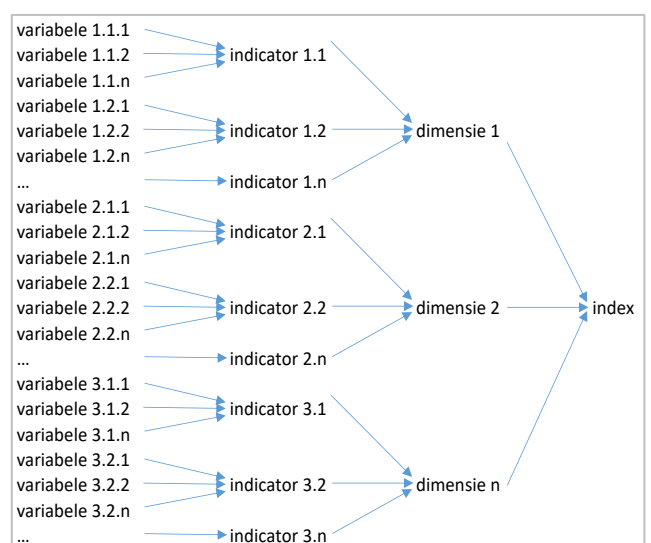 variabele 1.1.1
variabele 1.1.2
indicator 1.1
variabele 1.1.n
variabele 1.2.1
variabele 1.2.2
indicator 1.2
dimensie 1
variabele 1.2.n
...
indicator 1.n
variabele 2.1.1
variabele 2.1.2
indicator 2.1
variabele 2.1.n
variabele 2.2.1
variabele 2.2.2
indicator 2.2
dimensie 2
index
variabele 2.2.n
...
indicator 2.n
variabele 3.1.1
variabele 3.1.2
indicator 3.1
variabele 3.1.n
variabele 3.2.1
variabele 3.2.2
indicator 3.2
dimensie n
variabele 3.2.n
...
indicator 3.n